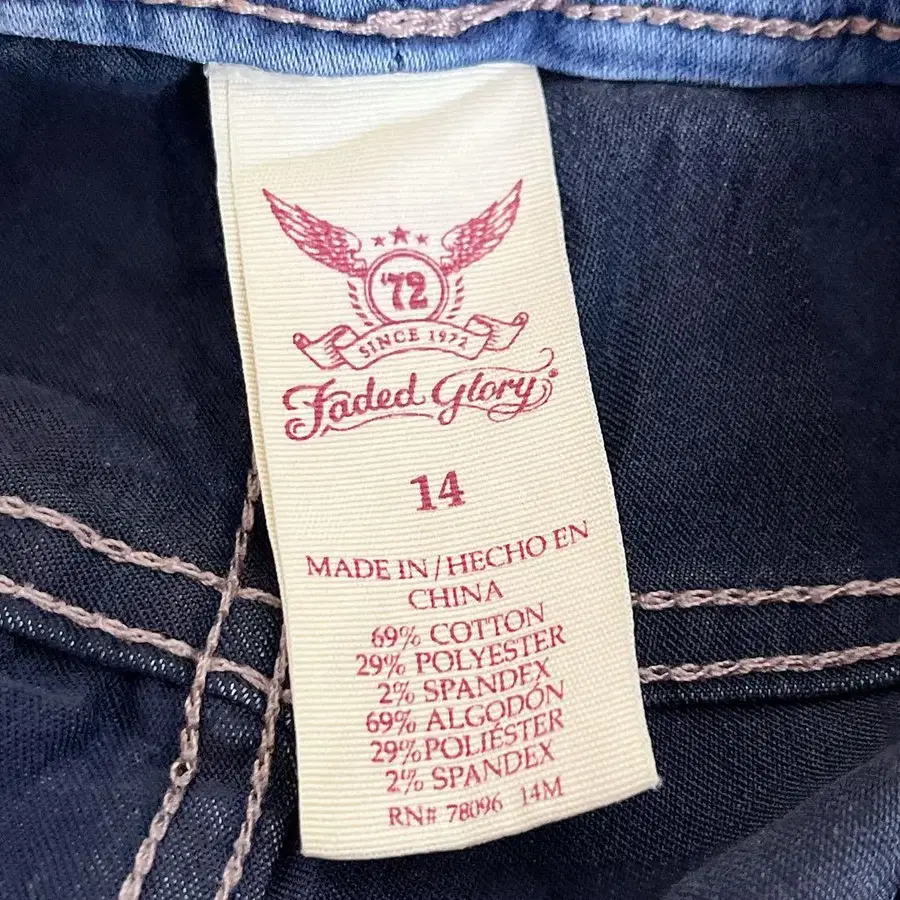 '72
SINCE 1972
Faded Glory
14
MADE IN/HECHO EN
CHINA
69% COTTON
29% POLYESTER
2% SPANDEX
69% ALGODÓN
29%POLIÉSTER
2% SPANDEX
RN# 78096 14M